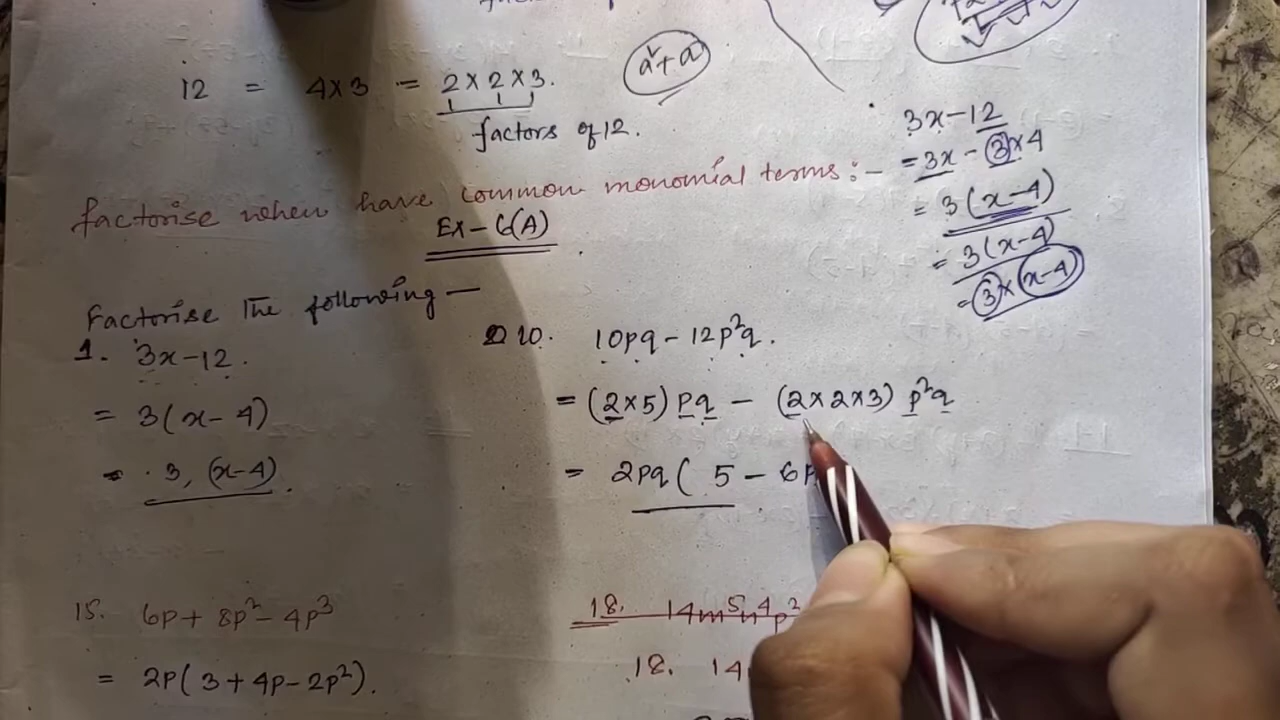 a²+a
12 = 4×3 = 2×2×3.
factors of 12.
3x-12
= 3x - 3×4
= 3(x-4)
= 3(x-4)
= 3×(x-4)
factorise when have common monomial terms:-
Ex-6(A)
Factorise The following —
1. 3x-12.
= 3(x-4)
= 3, (x-4).
10. 10pq - 12p²q.
= (2×5) pq - (2×2×3) p²q
= 2pq( 5 - 6p
15. 6p + 8p² - 4p³
= 2p( 3 + 4p - 2p²).
18. 14m⁵n⁴p²
18. 14